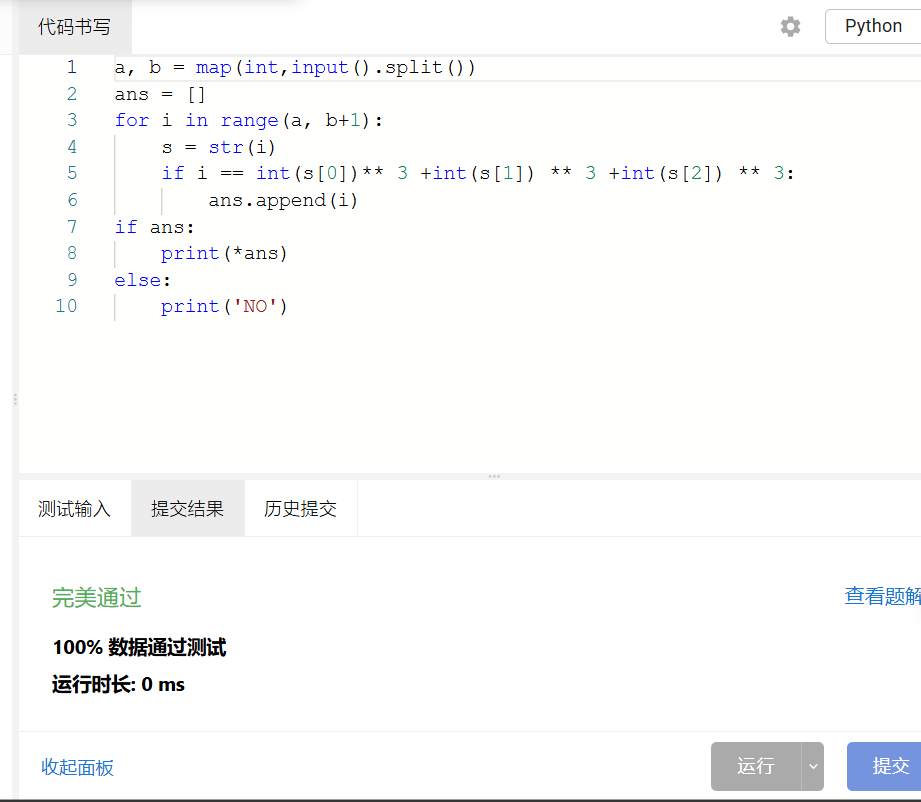 代码书写
Python
1 a, b = map(int,input().split())
2 ans = []
3 for i in range(a, b+1):
4     s = str(i)
5     if i == int(s[0])** 3 +int(s[1]) ** 3 +int(s[2]) ** 3:
6         ans.append(i)
7 if ans:
8     print(*ans)
9 else:
10     print('NO')
测试输入 提交结果 历史提交
完美通过 查看题解
100% 数据通过测试
运行时长: 0 ms
收起面板 运行 提交